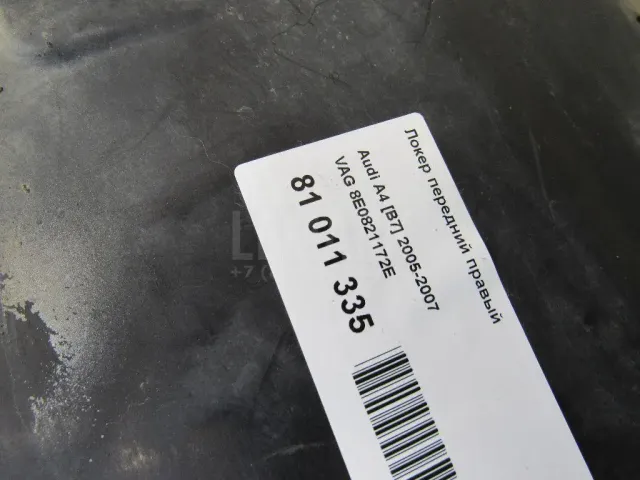 Локер передний правый
Audi A4 [B7] 2005-2007
VAG 8E0821172E
81 011 335